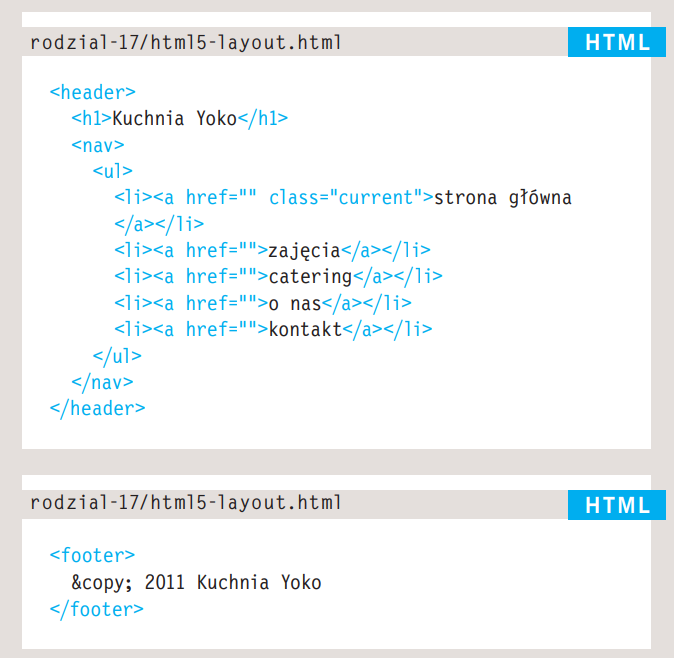 rodzial-17/html5-layout.html HTML
<header>
<h1>Kuchnia Yoko</h1>
<nav>
<ul>
<li><a href="" class="current">strona główna
</a></li>
<li><a href="">zajęcia</a></li>
<li><a href="">catering</a></li>
<li><a href="">o nas</a></li>
<li><a href="">kontakt</a></li>
</ul>
</nav>
</header>
rodzial-17/html5-layout.html HTML
<footer>
&copy; 2011 Kuchnia Yoko
</footer>